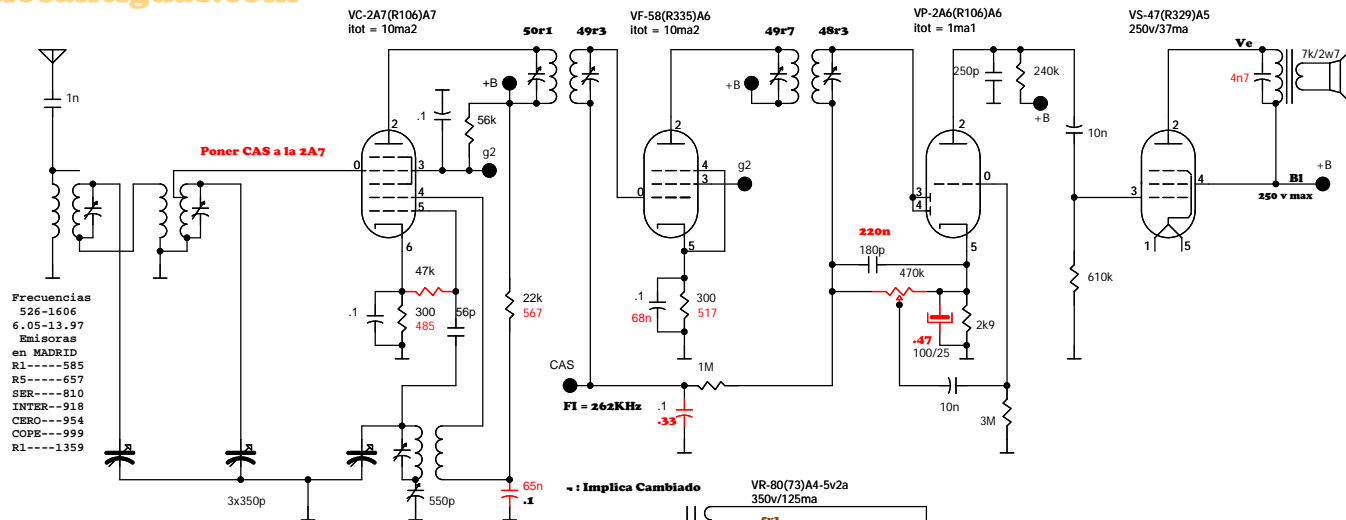 VC-2A7(R106)A7
itot = 10ma2
50r1
49r3
VF-58(R335)A6
itot = 10ma2
49r7
48r3
VP-2A6(R106)A6
itot = 1ma1
VS-47(R329)A5
250v/37ma
Ve
7k/2w7
4n7
1n
+B
.1
56k
+B
250p
240k
+B
10n
2
2
2
2
Poner CAS a la 2A7
0
3
g2
4
5
6
4
3
g2
0
5
0
3
4
5
3
4
1
5
+B
B1
250 v max
220n
180p
470k
610k
47k
.1
300
485
56p
22k
567
.1
68n
300
517
2k9
.47
100/25
Frecuencias
526-1606
6.05-13.97
Emisoras
en MADRID
R1-----585
R5-----657
SER----810
INTER--918
CERO---954
COPE---999
R1----1359
CAS
1M
FI = 262KHz
.1
.33
10n
3M
3x350p
550p
65n
.1
: Implica Cambiado
VR-80(73)A4-5v2a
350v/125ma